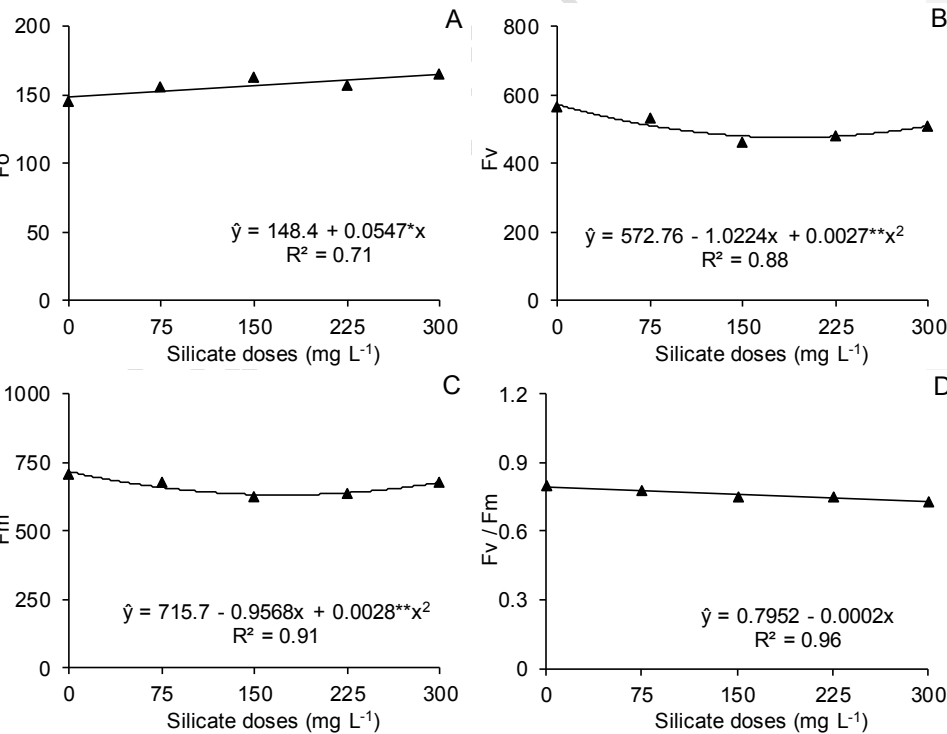 A
200
150
100
50
0
Fo
ŷ = 148.4 + 0.0547*x
R² = 0.71
0 75 150 225 300
Silicate doses (mg L⁻¹)
B
800
600
400
200
0
Fv
ŷ = 572.76 - 1.0224x + 0.0027**x²
R² = 0.88
0 75 150 225 300
Silicate doses (mg L⁻¹)
C
1000
750
500
250
0
Fm
ŷ = 715.7 - 0.9568x + 0.0028**x²
R² = 0.91
0 75 150 225 300
Silicate doses (mg L⁻¹)
D
1.2
0.9
0.6
0.3
0
Fv / Fm
ŷ = 0.7952 - 0.0002x
R² = 0.96
0 75 150 225 300
Silicate doses (mg L⁻¹)